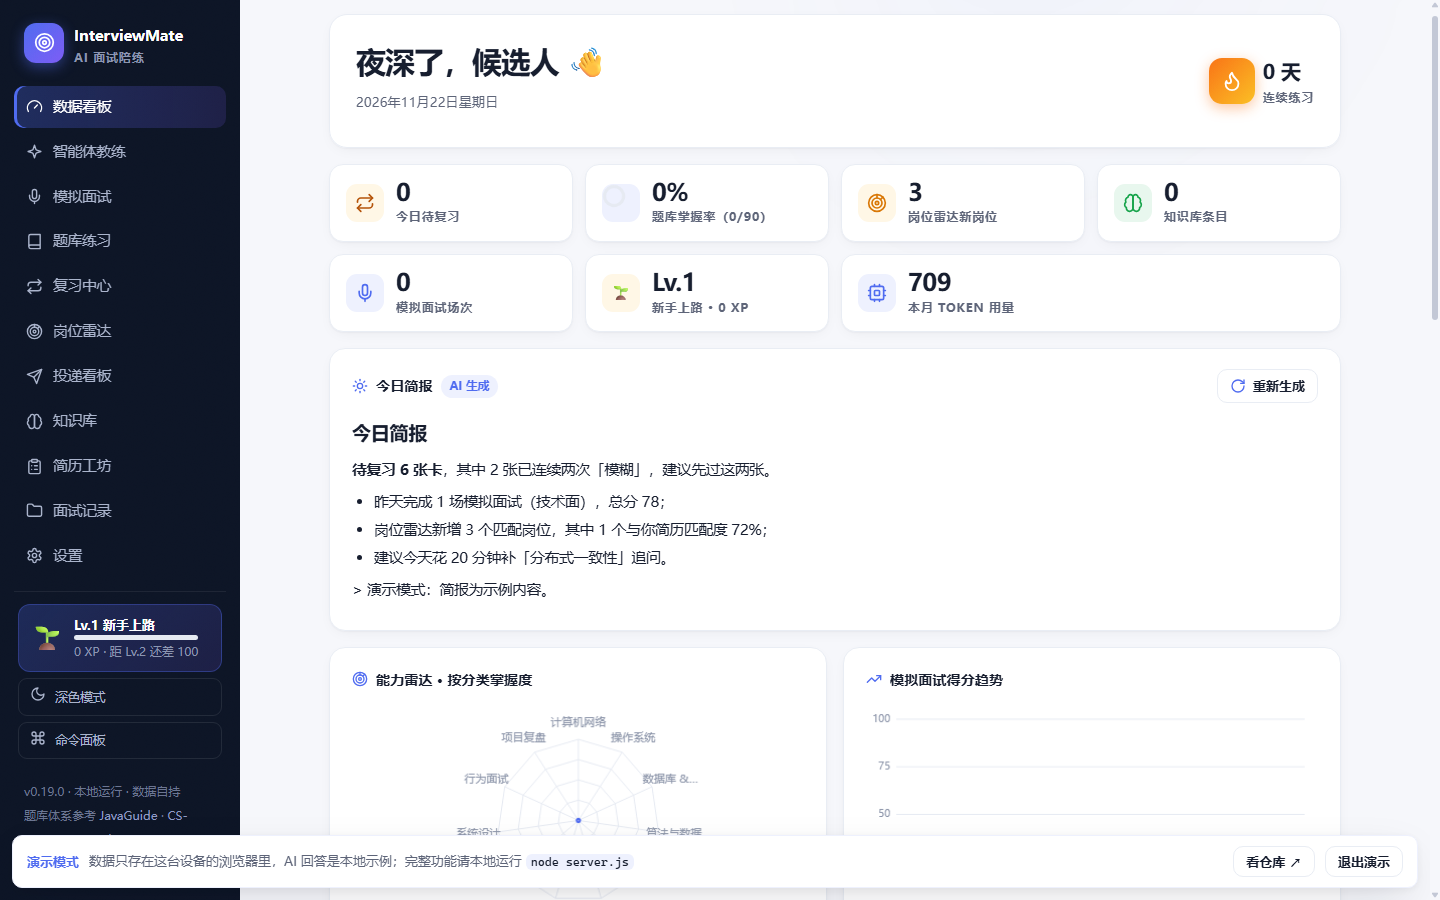 InterviewMate
AI 面试陪练
数据看板
智能体教练
模拟面试
题库练习
复习中心
岗位雷达
投递看板
知识库
简历工坊
面试记录
设置
Lv.1 新手上路
0 XP · 距 Lv.2 还差 100
深色模式
命令面板
v0.19.0 · 本地运行 · 数据自持
题库体系参考 JavaGuide · CS-
夜深了，候选人 👋
2026年11月22日星期日
0 天
连续练习
0
今日待复习
0%
题库掌握率（0/90）
3
岗位雷达新岗位
0
知识库条目
0
模拟面试场次
Lv.1
新手上路 • 0 XP
709
本月 TOKEN 用量
今日简报 AI 生成
重新生成
今日简报
待复习 6 张卡，其中 2 张已连续两次「模糊」，建议先过这两张。
• 昨天完成 1 场模拟面试（技术面），总分 78；
• 岗位雷达新增 3 个匹配岗位，其中 1 个与你简历匹配度 72%；
• 建议今天花 20 分钟补「分布式一致性」追问。
> 演示模式：简报为示例内容。
能力雷达 • 按分类掌握度
计算机网络
项目复盘
操作系统
行为面试
数据库 &...
系统设计
算法与数据
模拟面试得分趋势
100
75
50
演示模式 数据只存在这台设备的浏览器里，AI 回答是本地示例；完整功能请本地运行 node server.js
看仓库 ↗
退出演示